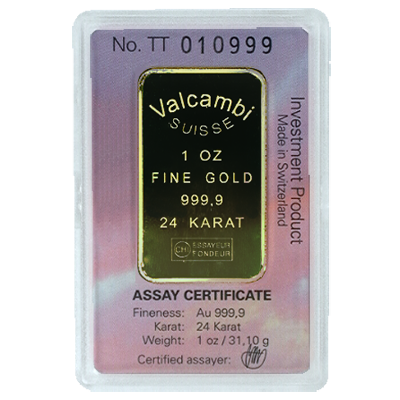 No. TT 010999
Valcambi
SUISSE
1 OZ
FINE GOLD
999,9
24 KARAT
CHI ESSAYEUR
FONDEUR
Investment Product
Made in Switzerland
ASSAY CERTIFICATE
Fineness: Au 999,9
Karat: 24 Karat
Weight: 1 oz / 31,10 g
Certified assayer: